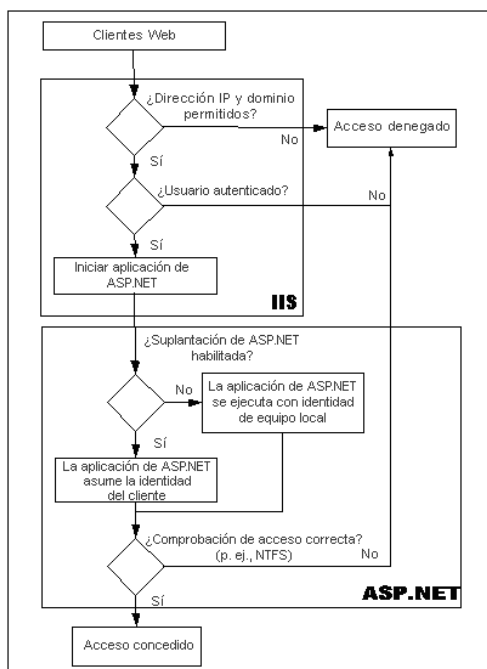 Clientes Web
¿Dirección IP y dominio
permitidos?
No
Acceso denegado
Sí
¿Usuario autenticado?
No
Sí
Iniciar aplicación de
ASP.NET
IIS
¿Suplantación de ASP.NET
habilitada?
No
La aplicación de ASP.NET
se ejecuta con identidad
de equipo local
Sí
La aplicación de ASP.NET
asume la identidad
del cliente
¿Comprobación de acceso correcta?
(p. ej., NTFS)
No
ASP.NET
Sí
Acceso concedido